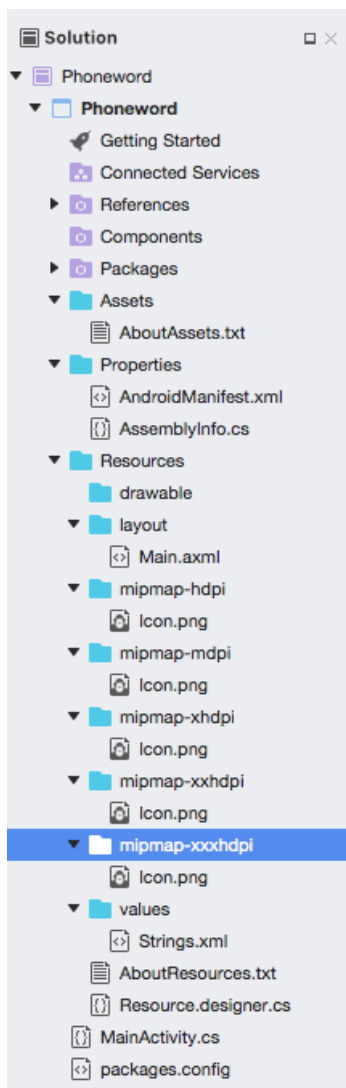 Solution
Phoneword
Phoneword
Getting Started
Connected Services
References
Components
Packages
Assets
AboutAssets.txt
Properties
AndroidManifest.xml
AssemblyInfo.cs
Resources
drawable
layout
Main.axml
mipmap-hdpi
Icon.png
mipmap-mdpi
Icon.png
mipmap-xhdpi
Icon.png
mipmap-xxhdpi
Icon.png
mipmap-xxxhdpi
Icon.png
values
Strings.xml
AboutResources.txt
Resource.designer.cs
MainActivity.cs
packages.config